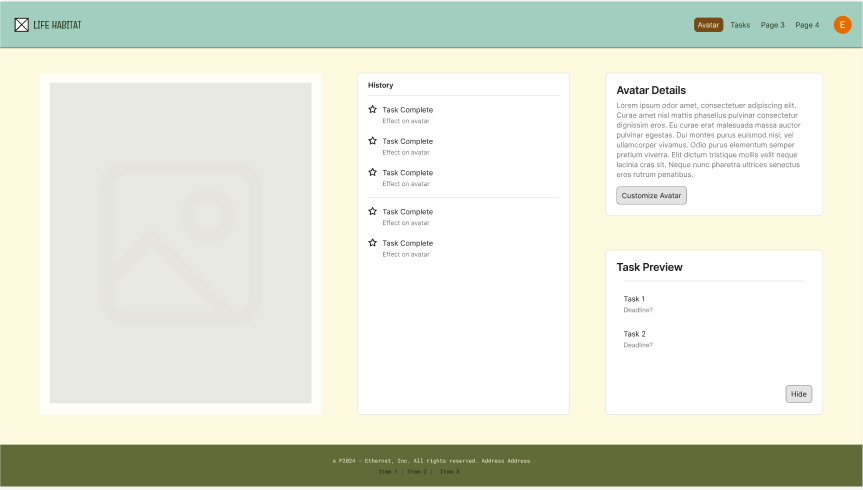 LIFE HABITAT
Avatar
Tasks
Page 3
Page 4
E
History
Task Complete
Effect on avatar
Task Complete
Effect on avatar
Task Complete
Effect on avatar
Task Complete
Effect on avatar
Task Complete
Effect on avatar
Avatar Details
Lorem ipsum odor amet, consectetuer adipiscing elit.
Curae amet nisl mattis phasellus pulvinar consectetur
dignissim eros. Eu curae erat malesuada massa auctor
pulvinar egestas. Dui montes purus euismod nisi; vel
ullamcorper vivamus. Odio purus elementum semper
pretium viverra. Elit dictum tristique mollis velit neque
lacinia cras sit. Neque nunc pharetra ultrices senectus
eros rutrum penatibus.
Customize Avatar
Task Preview
Task 1
Deadline?
Task 2
Deadline?
Hide
© F2024 - Ethernet, Inc. All rights reserved. Address Address
Item 1 | Item 2 | Item 3